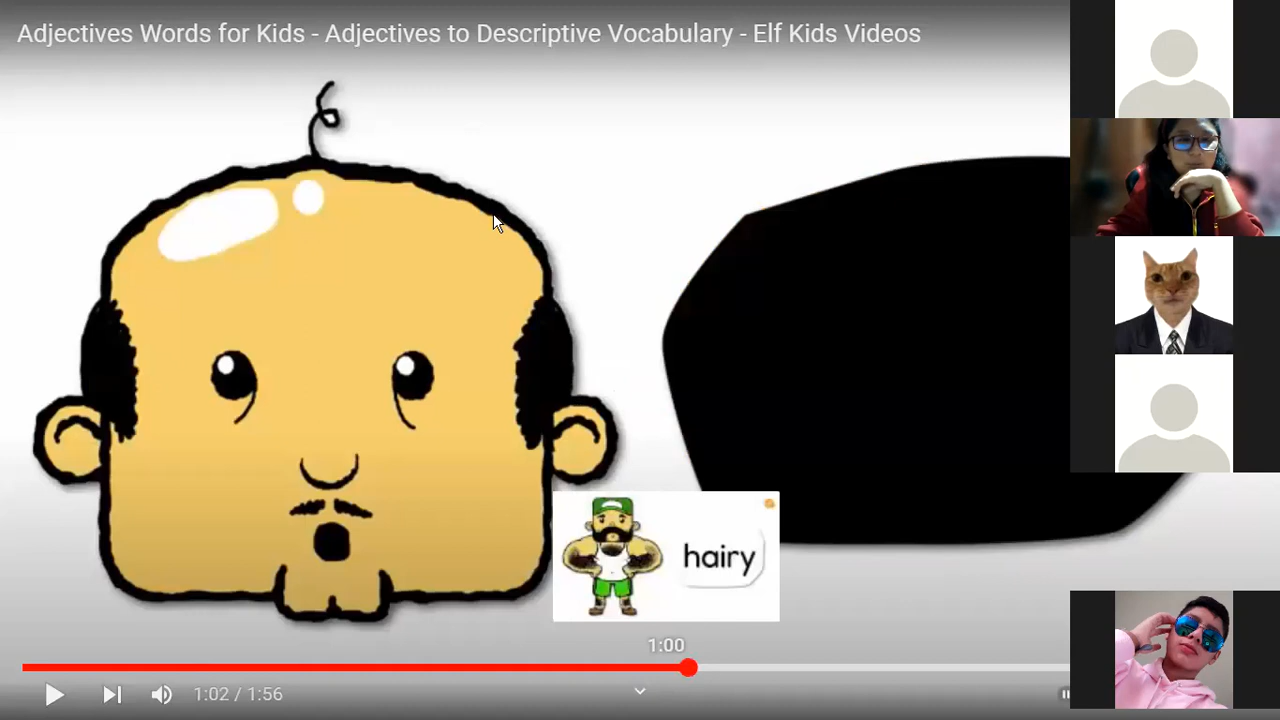 Adjectives Words for Kids - Adjectives to Descriptive Vocabulary - Elf Kids Videos
hairy
1:00
1:02 / 1:56